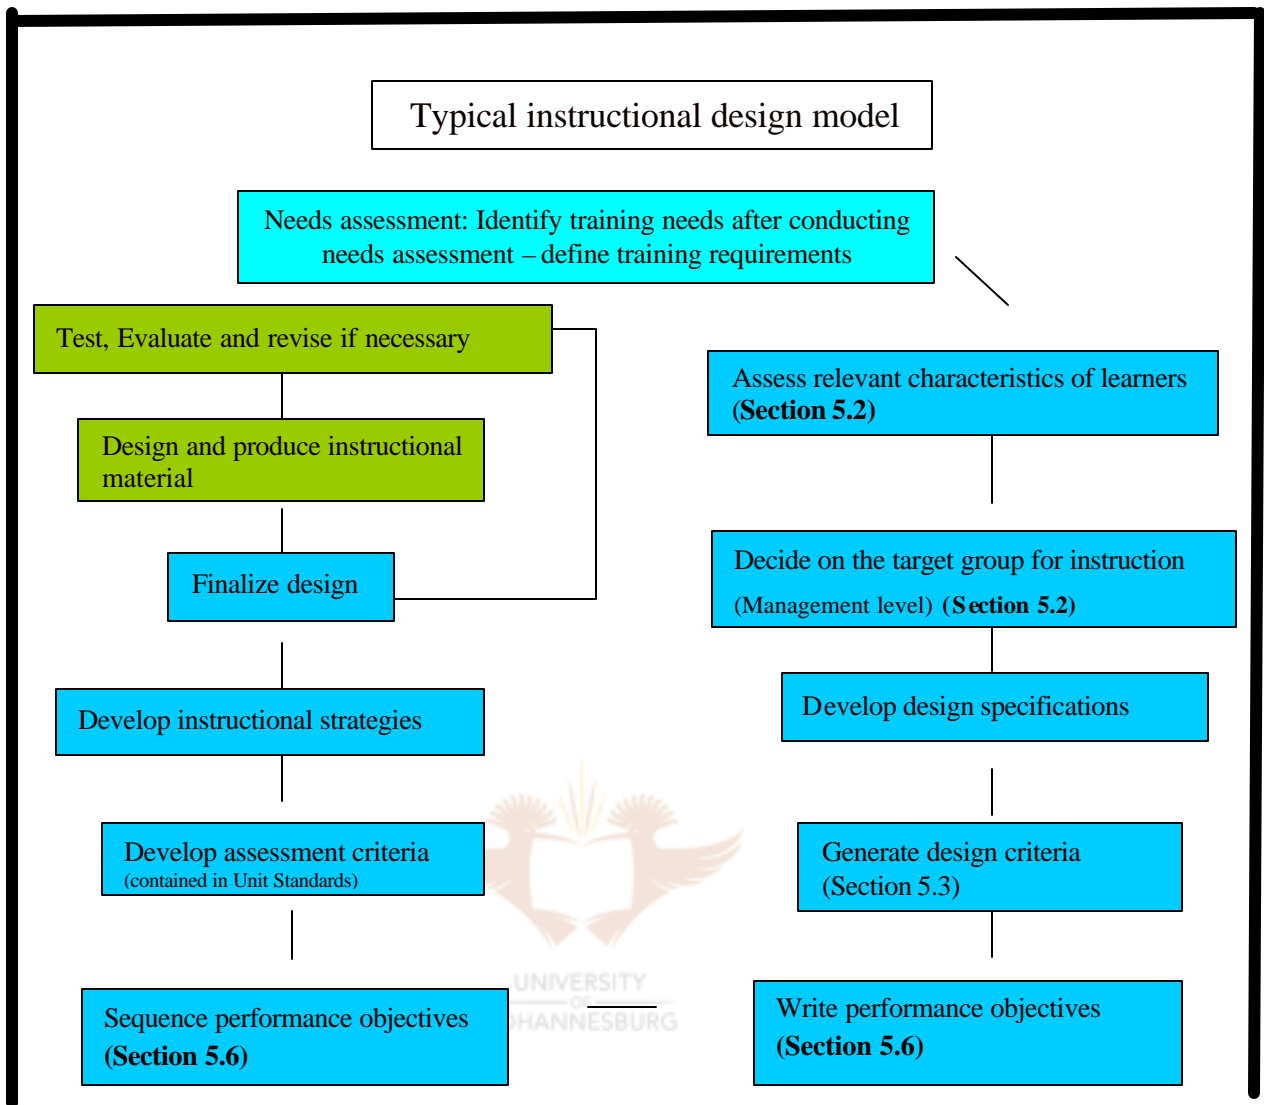 Typical instructional design model
Needs assessment: Identify training needs after conducting
needs assessment – define training requirements
Test, Evaluate and revise if necessary
Assess relevant characteristics of learners
(Section 5.2)
Design and produce instructional
material
Decide on the target group for instruction
(Management level) (Section 5.2)
Finalize design
Develop design specifications
Develop instructional strategies
Generate design criteria
(Section 5.3)
Develop assessment criteria
(contained in Unit Standards)
Write performance objectives
(Section 5.6)
Sequence performance objectives
(Section 5.6)
UNIVERSITY
OF
OHANNESBURG